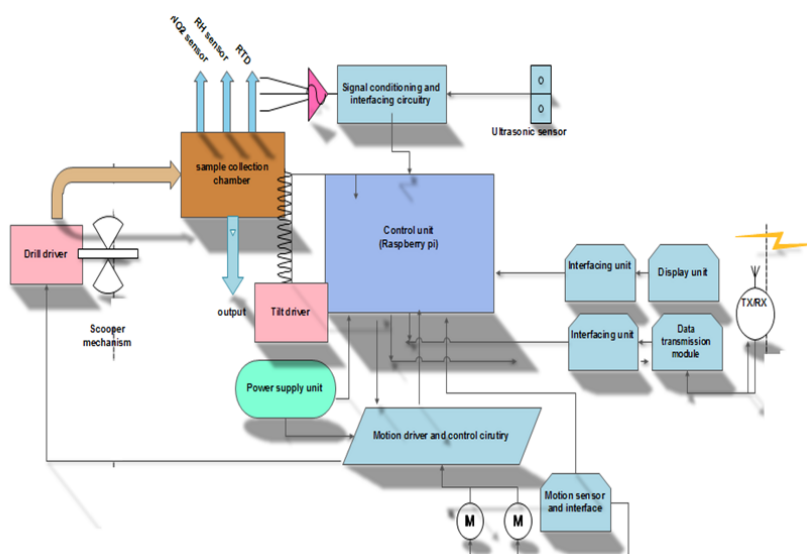 NO2 sensor
RH sensor
RTD
Signal conditioning and
interfacing circuitry
Ultrasonic sensor
sample collection
chamber
Control unit
(Raspberry pi)
Drill driver
Scooper
mechanism
output
Tilt driver
Interfacing unit
Display unit
TX/RX
Interfacing unit
Data
transmission
module
Power supply unit
Motion driver and control cirutiry
Motion sensor
and interface
M
M